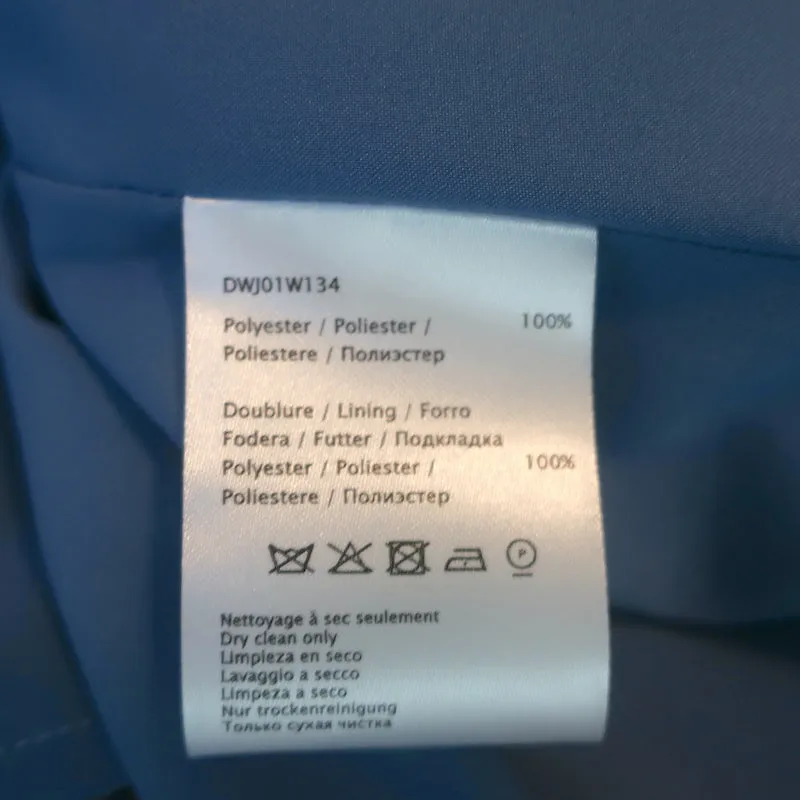 DWJ01W134
Polyester / Poliester / 100%
Poliestere / Полиэстер
Doublure / Lining / Forro
Fodera / Futter / Подкладка
Polyester / Poliester / 100%
Poliestere / Полиэстер
P
Nettoyage à sec seulement
Dry clean only
Limpieza en seco
Lavaggio a secco
Limpeza a seco
Nur trockenreinigung
Только сухая чистка